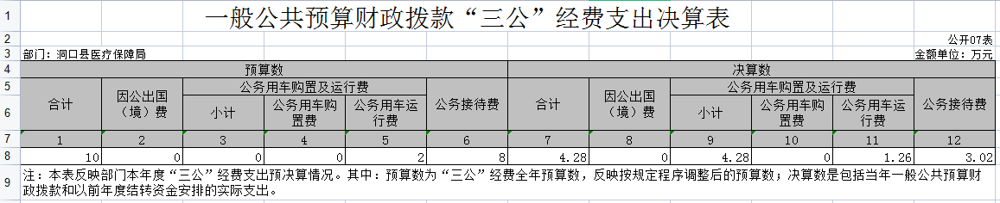 一般公共预算财政拨款“三公”经费支出决算表
公开07表
部门：洞口县医疗保障局 金额单位：万元
预算数 决算数
合计 因公出国（境）费 公务用车购置及运行费 公务接待费 合计 因公出国（境）费 公务用车购置及运行费 公务接待费
小计 公务用车购置费 公务用车运行费 小计 公务用车购置费 公务用车运行费
1 2 3 4 5 6 7 8 9 10 11 12
10 0 0 0 2 8 4.28 0 4.28 0 1.26 3.02
注：本表反映部门本年度“三公”经费支出预决算情况。其中：预算数为“三公”经费全年预算数，反映按规定程序调整后的预算数；决算数是包括当年一般公共预算财
政拨款和以前年度结转资金安排的实际支出。
1
2
3
4
5
6
7
8
9